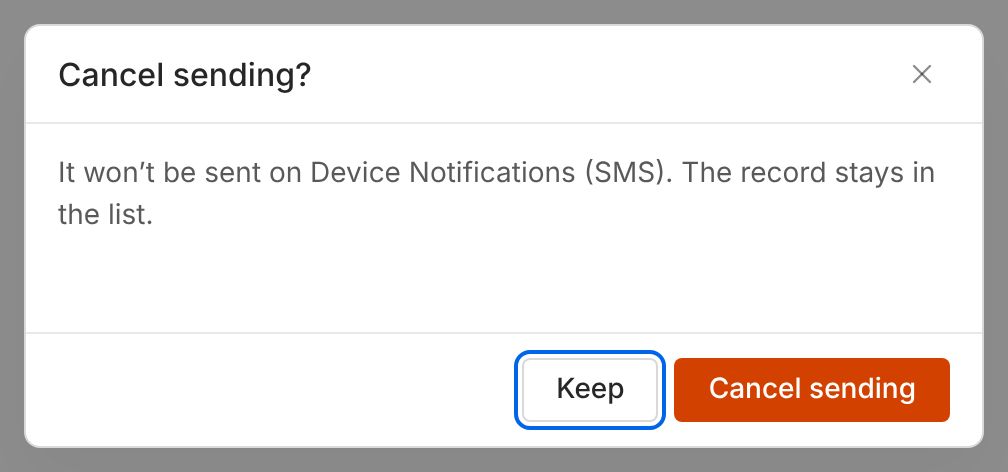 Cancel sending?
It won’t be sent on Device Notifications (SMS). The record stays in
the list.
Keep
Cancel sending